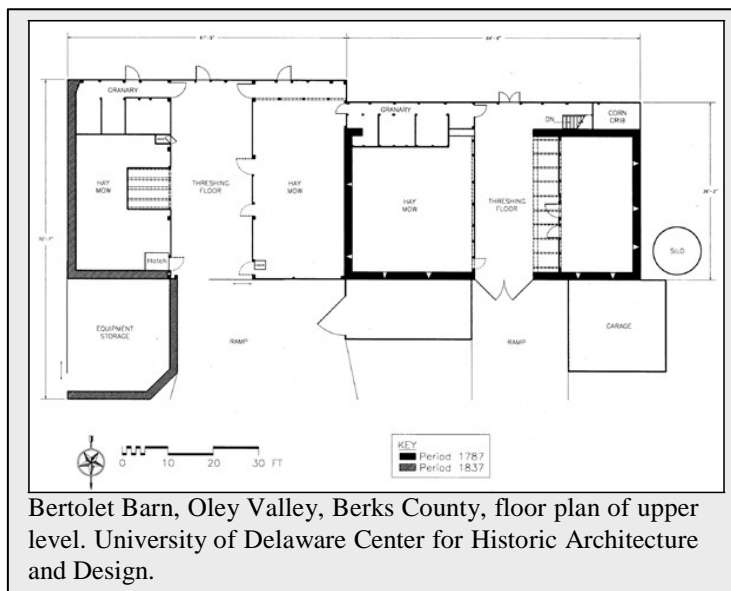 GRANARY
HAY
MOW
THRESHING
FLOOR
HAY
MOW
Hatch
EQUIPMENT
STORAGE
RAMP
GRANARY
HAY
MOW
THRESHING
FLOOR
DN
CORN
CRIB
SILO
RAMP
GARAGE
0 10 20 30 FT
KEY
Period 1787
Period 1837
Bertolet Barn, Oley Valley, Berks County, floor plan of upper
level. University of Delaware Center for Historic Architecture
and Design.